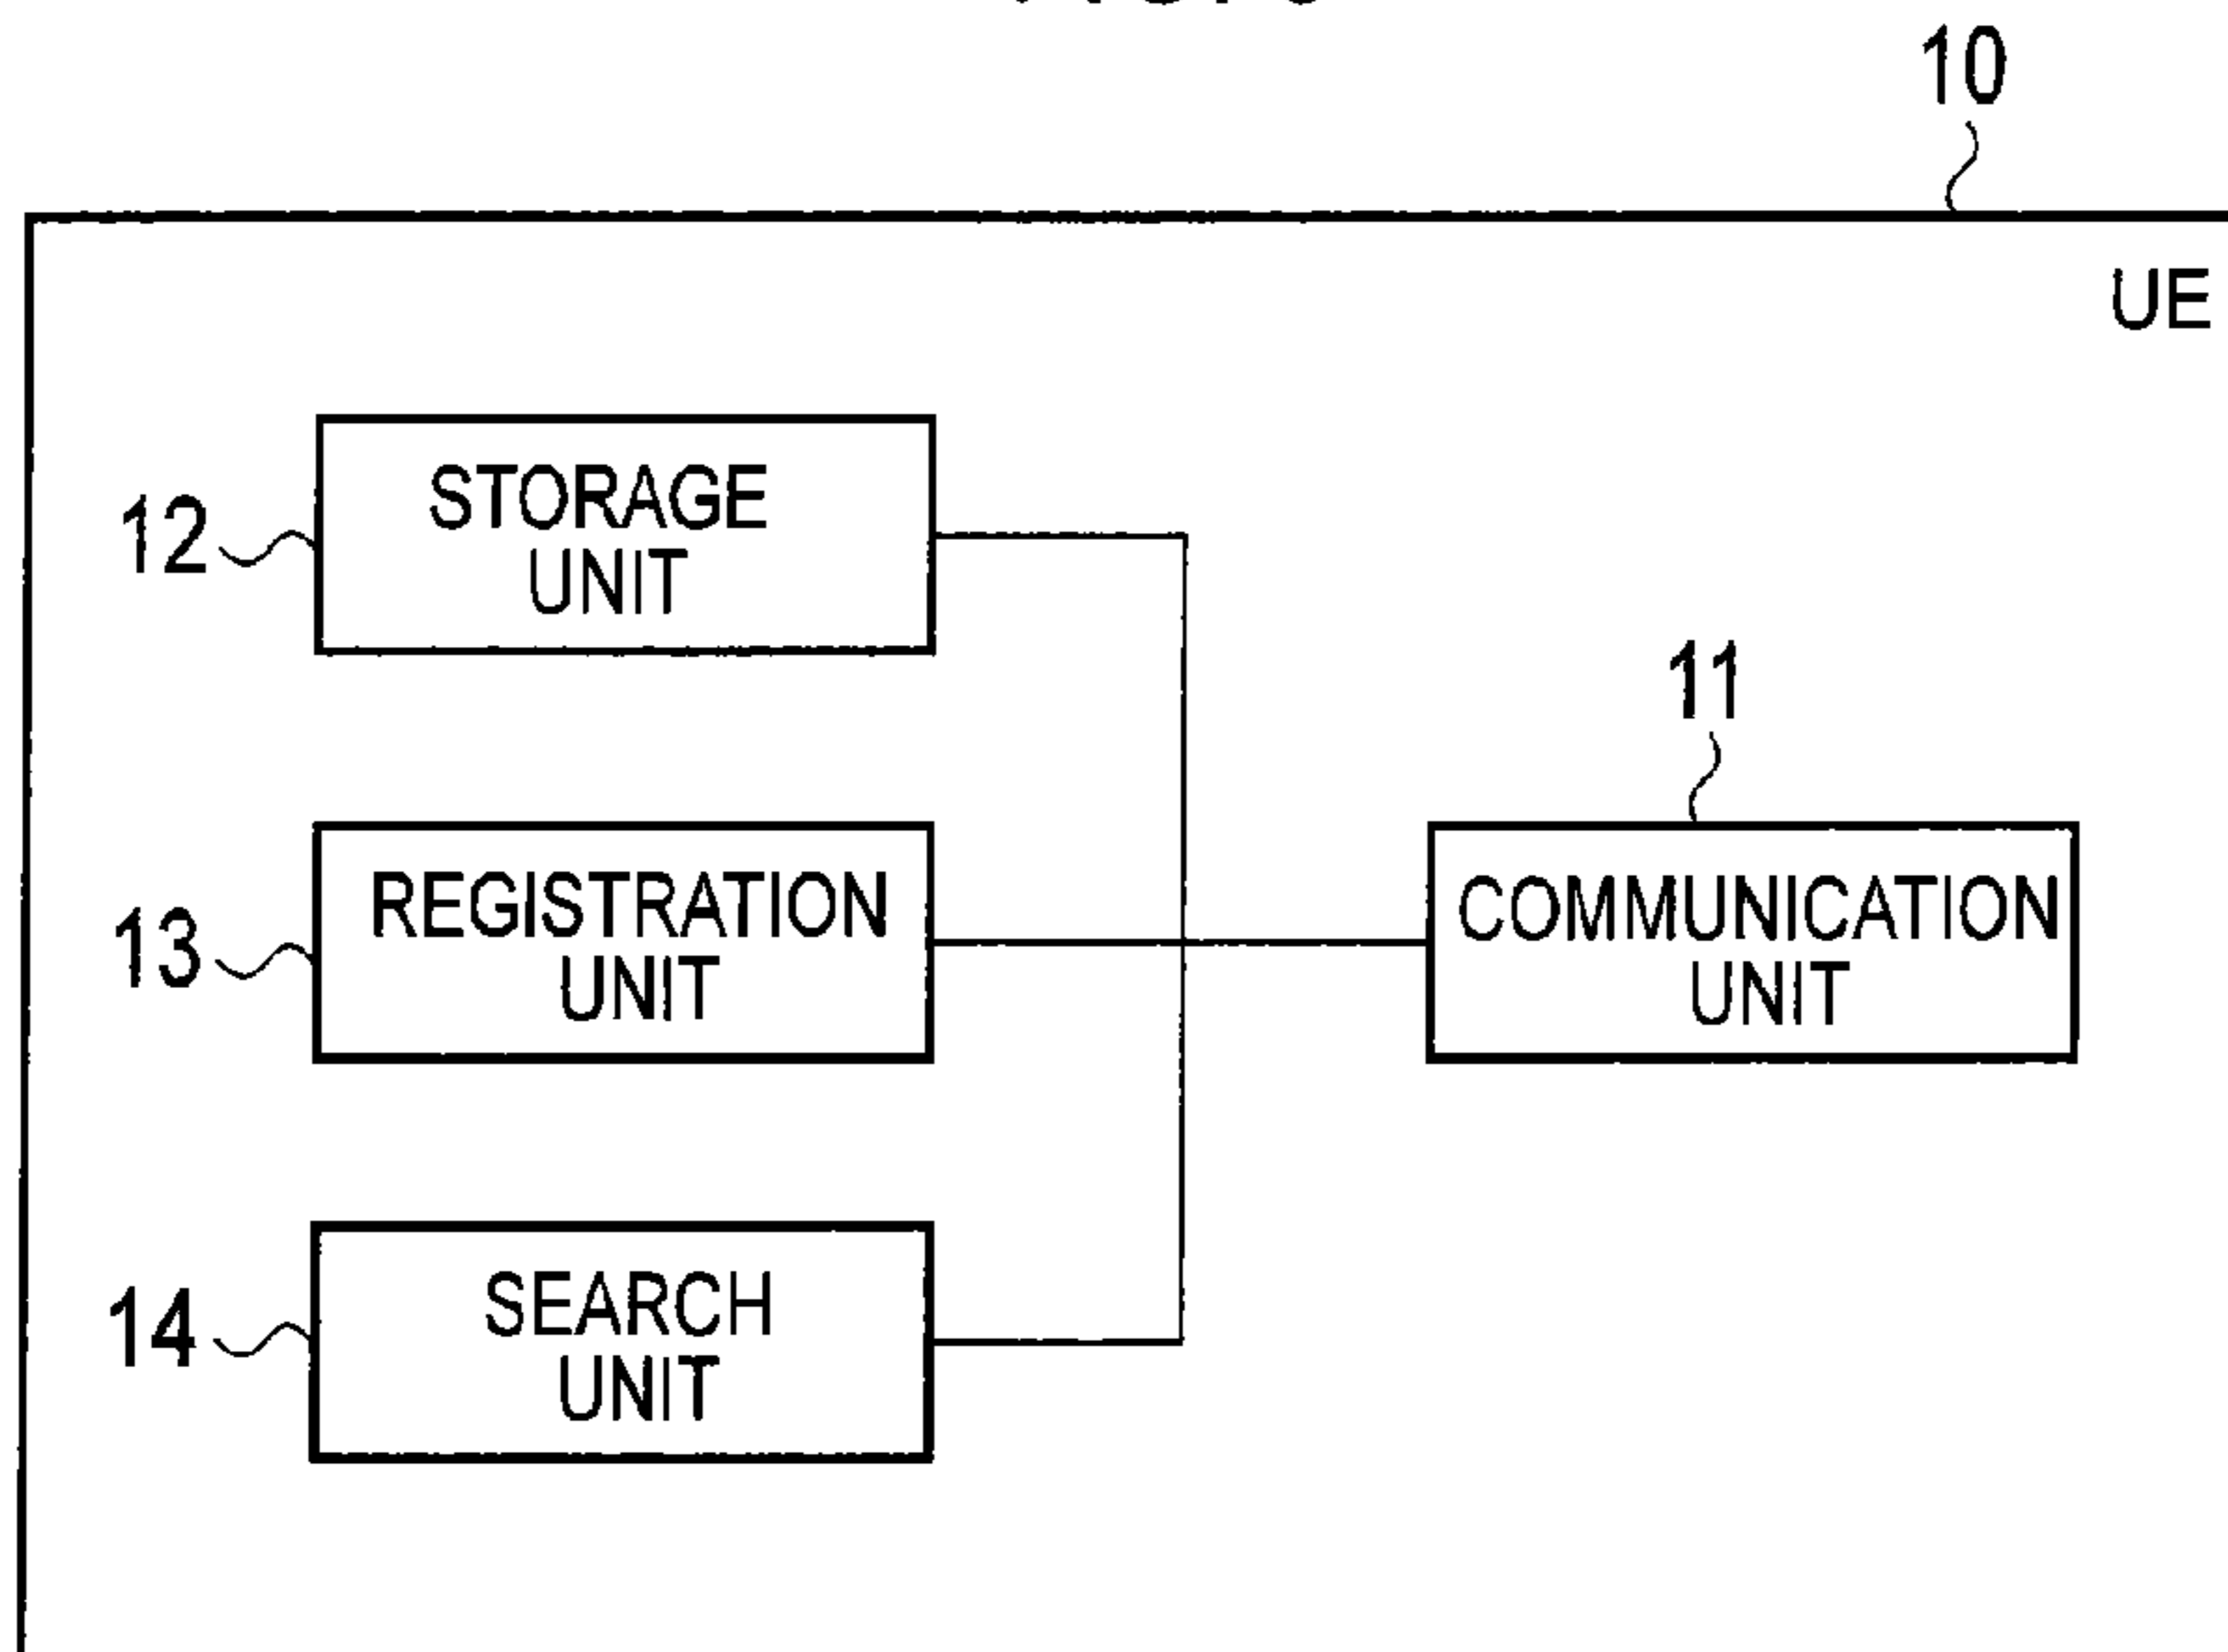 10
UE
STORAGE
UNIT
12
11
REGISTRATION
UNIT
13
COMMUNICATION
UNIT
SEARCH
UNIT
14